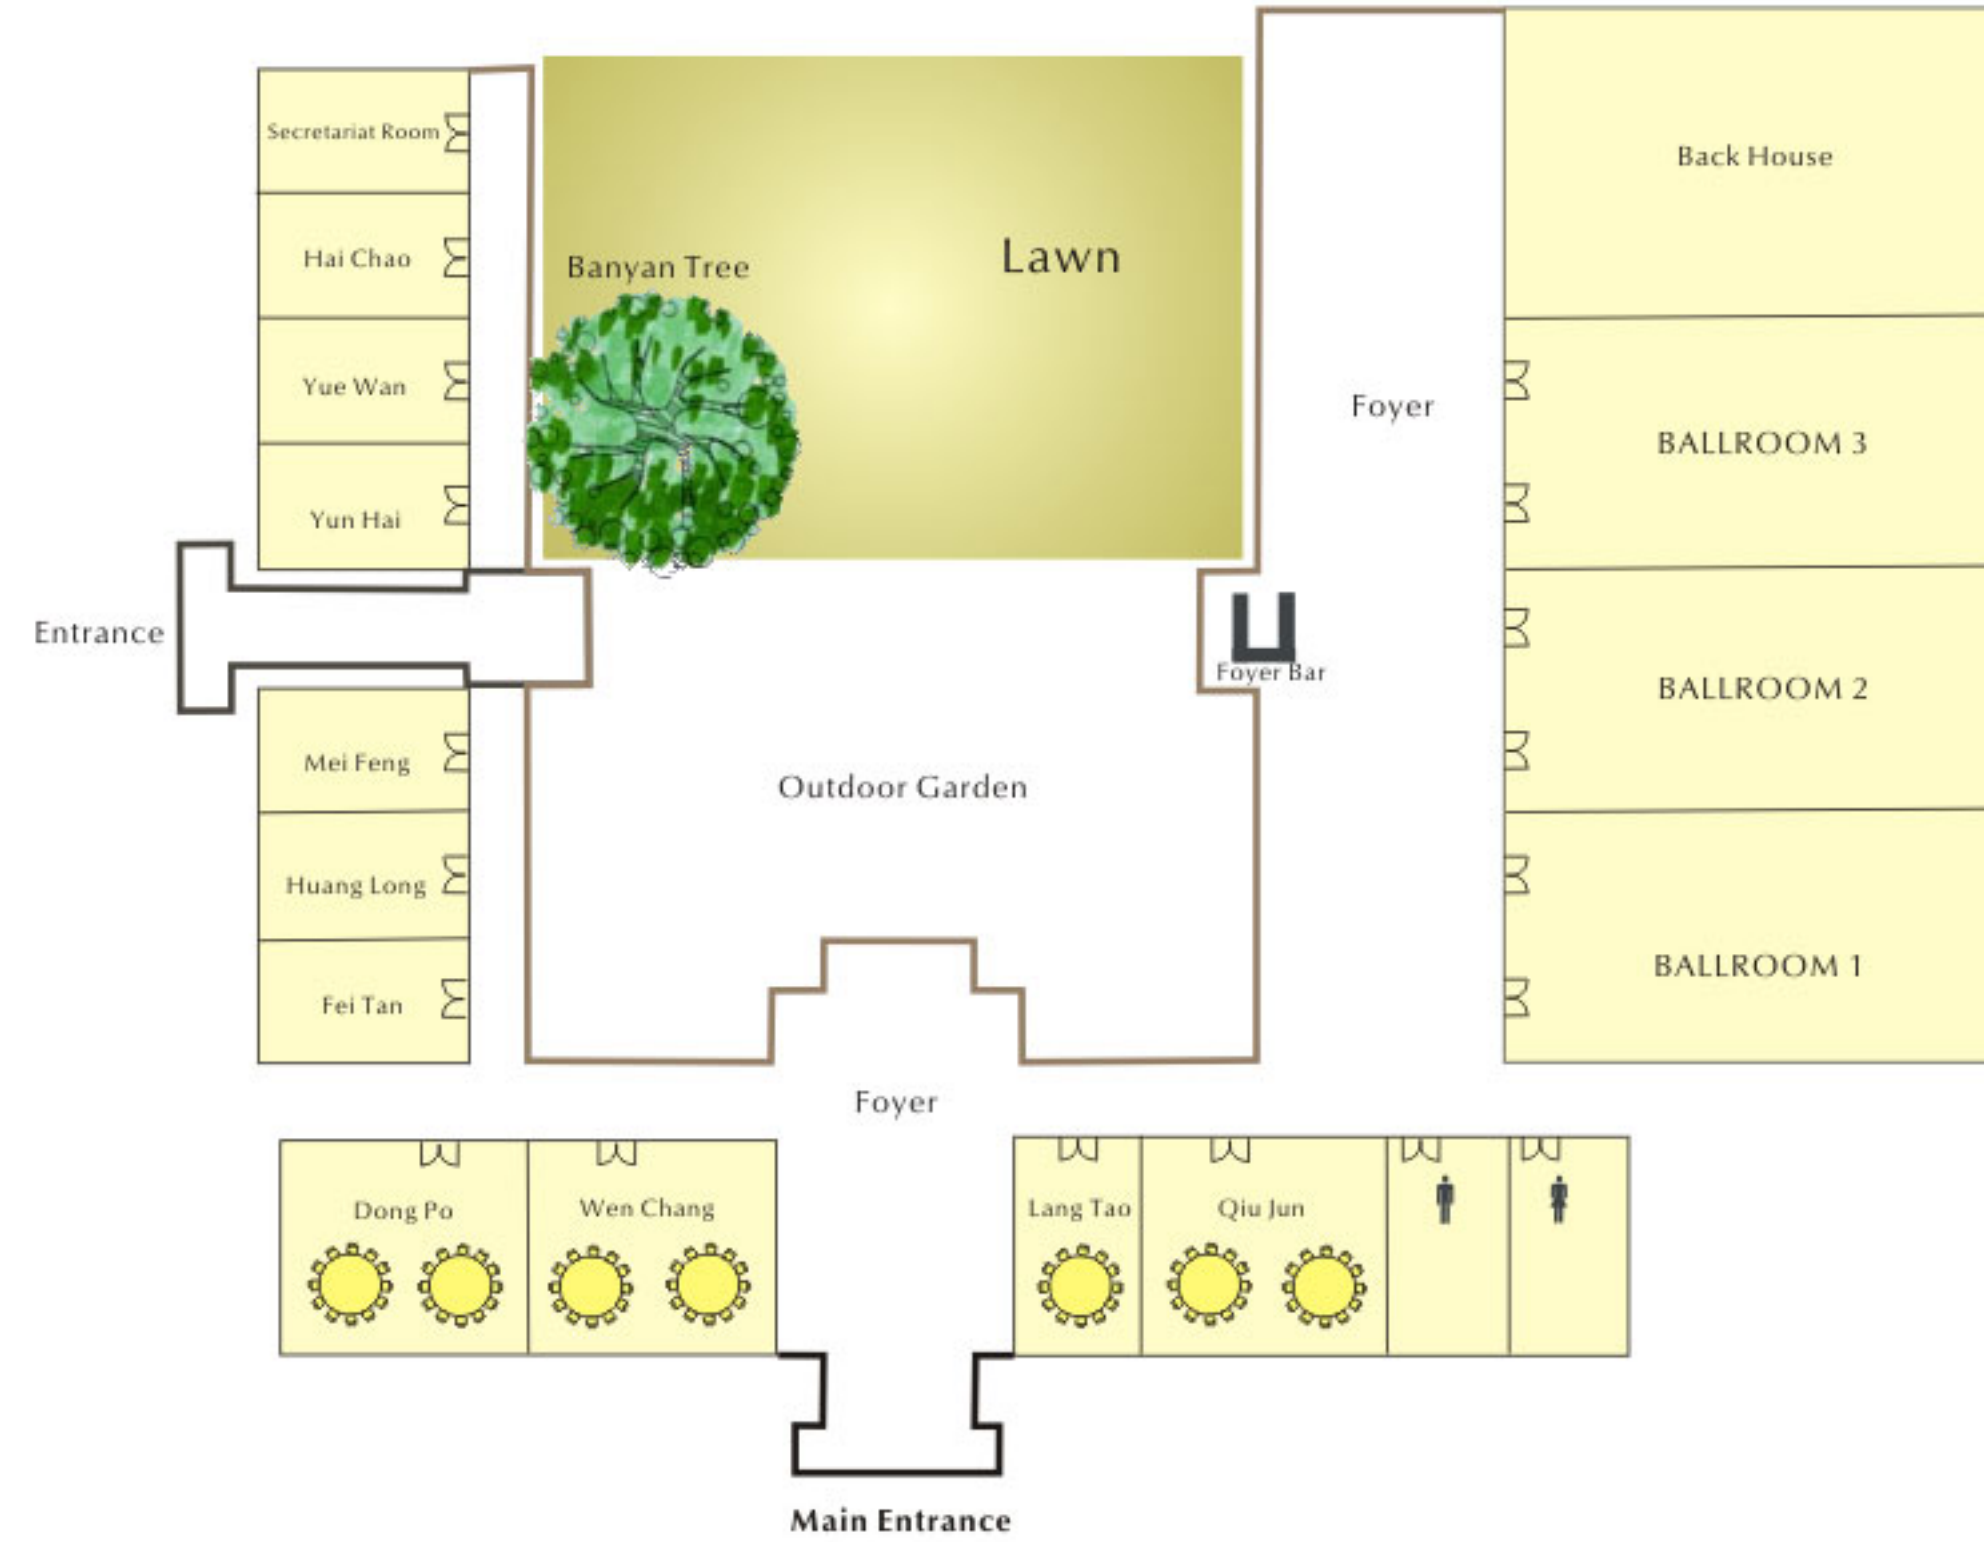 Secretariat Room
Back House
Hai Chao
Banyan Tree
Lawn
Yue Wan
Foyer
BALLROOM 3
Yun Hai
Entrance
Foyer Bar
BALLROOM 2
Mei Feng
Outdoor Garden
Huang Long
BALLROOM 1
Fei Tan
Foyer
Dong Po
Wen Chang
Lang Tao
Qiu Jun
Main Entrance